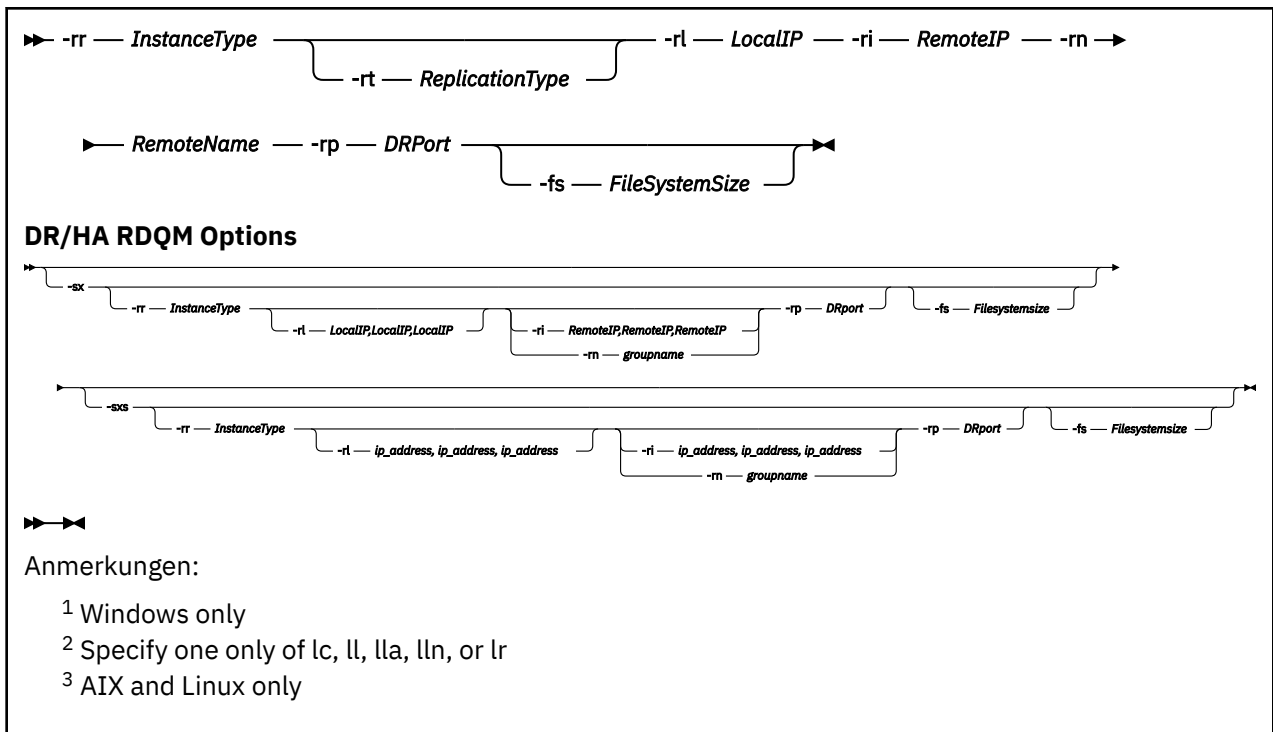 -rr InstanceType -rl LocalIP -ri RemoteIP -rn
-rt ReplicationType
RemoteName -rp DRPort
-fs FileSystemSize
DR/HA RDQM Options
-sx
-rr InstanceType -rp DRport -fs Filesystemsize
-rl LocalIP,LocalIP,LocalIP -ri RemoteIP,RemoteIP,RemoteIP
-rn groupname
-sxs
-rr InstanceType -rp DRport -fs Filesystemsize
-rl ip_address, ip_address, ip_address -ri ip_address, ip_address, ip_address
-rn groupname
Anmerkungen:
1 Windows only
2 Specify one only of lc, ll, lla, lln, or lr
3 AIX and Linux only